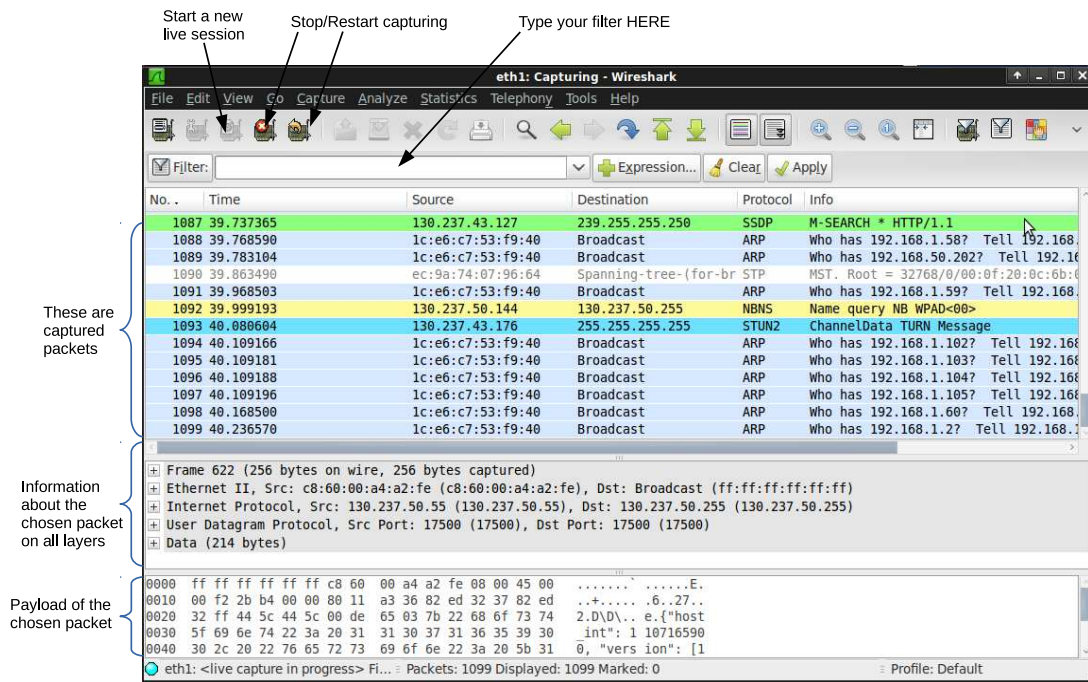 Start a new
live session
Stop/Restart capturing
Type your filter HERE
eth1: Capturing - Wireshark
File Edit View Go Capture Analyze Statistics Telephony Tools Help
Filter: Expression... Clear Apply
No. . Time Source Destination Protocol Info
1087 39.737365 130.237.43.127 239.255.255.250 SSDP M-SEARCH * HTTP/1.1
1088 39.768590 1c:e6:c7:53:f9:40 Broadcast ARP Who has 192.168.1.58? Tell 192.168.
1089 39.783104 1c:e6:c7:53:f9:40 Broadcast ARP Who has 192.168.50.202? Tell 192.16
1090 39.863490 ec:9a:74:07:96:64 Spanning-tree-(for-br STP MST. Root = 32768/0/00:0f:20:0c:6b:
1091 39.968503 1c:e6:c7:53:f9:40 Broadcast ARP Who has 192.168.1.59? Tell 192.168.
1092 39.999193 130.237.50.144 130.237.50.255 NBNS Name query NB WPAD<00>
1093 40.080604 130.237.43.176 255.255.255.255 STUN2 ChannelData TURN Message
1094 40.109166 1c:e6:c7:53:f9:40 Broadcast ARP Who has 192.168.1.102? Tell 192.168
1095 40.109181 1c:e6:c7:53:f9:40 Broadcast ARP Who has 192.168.1.103? Tell 192.168
1096 40.109188 1c:e6:c7:53:f9:40 Broadcast ARP Who has 192.168.1.104? Tell 192.168
1097 40.109196 1c:e6:c7:53:f9:40 Broadcast ARP Who has 192.168.1.105? Tell 192.168
1098 40.168500 1c:e6:c7:53:f9:40 Broadcast ARP Who has 192.168.1.60? Tell 192.168.
1099 40.236570 1c:e6:c7:53:f9:40 Broadcast ARP Who has 192.168.1.2? Tell 192.168.1
These are
captured
packets
Frame 622 (256 bytes on wire, 256 bytes captured)
Ethernet II, Src: c8:60:00:a4:a2:fe (c8:60:00:a4:a2:fe), Dst: Broadcast (ff:ff:ff:ff:ff:ff)
Internet Protocol, Src: 130.237.50.55 (130.237.50.55), Dst: 130.237.50.255 (130.237.50.255)
User Datagram Protocol, Src Port: 17500 (17500), Dst Port: 17500 (17500)
Data (214 bytes)
Information
about the
chosen packet
on all layers
0000 ff ff ff ff ff ff c8 60 00 a4 a2 fe 08 00 45 00 .......` ......E.
0010 00 f2 2b b4 00 00 80 11 a3 36 82 ed 32 37 82 ed ..+..... .6..27..
0020 32 ff 44 5c 44 5c 00 de 65 03 7b 22 68 6f 73 74 2.D\D\.. e.{"host
0030 5f 69 6e 74 22 3a 20 31 31 30 37 31 36 35 39 30 _int": 1 10716590
0040 30 2c 20 22 76 65 72 73 69 6f 6e 22 3a 20 5b 31 0, "vers ion": [1
Payload of the
chosen packet
eth1: <live capture in progress> Fi... Packets: 1099 Displayed: 1099 Marked: 0 Profile: Default